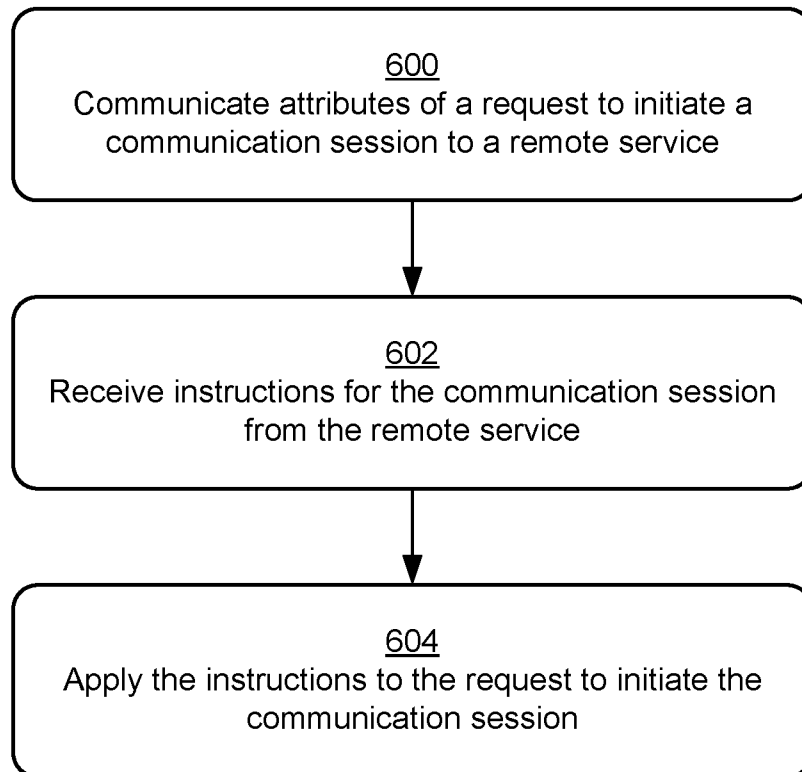 600
Communicate attributes of a request to initiate a
communication session to a remote service
602
Receive instructions for the communication session
from the remote service
604
Apply the instructions to the request to initiate the
communication session